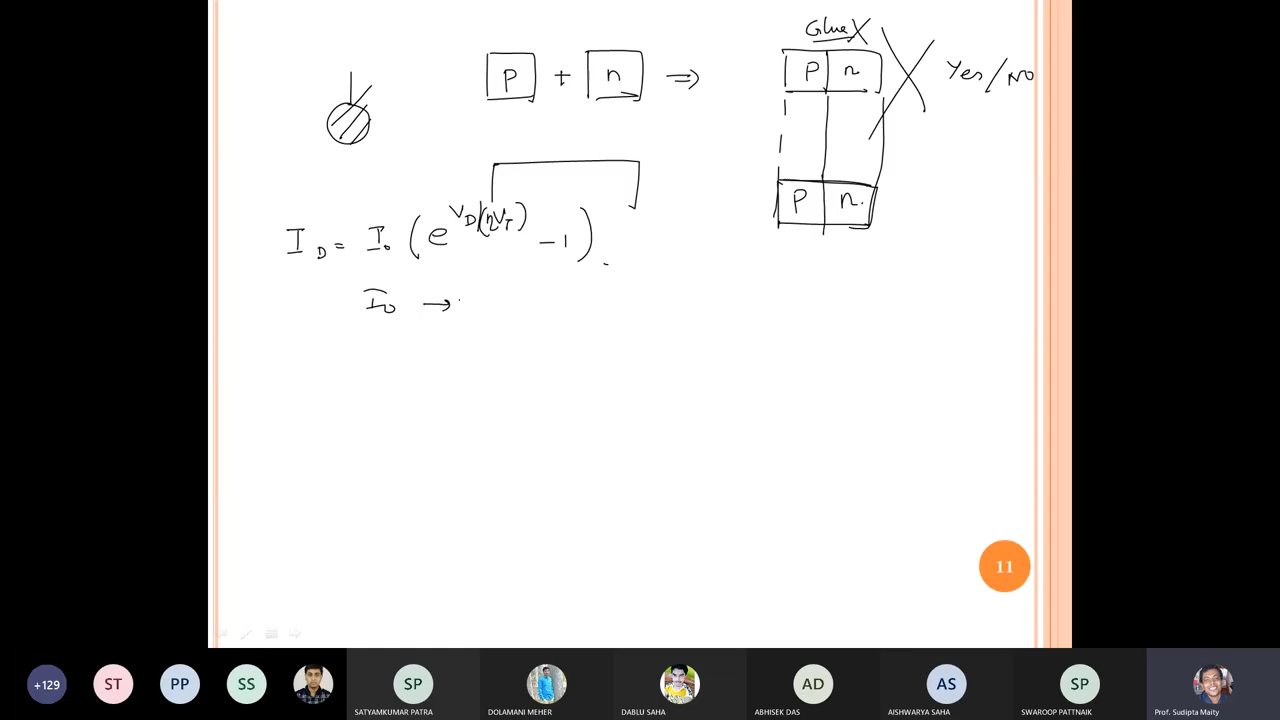 Glue X
p + n ⇒ P n Yes/NO
P n.
I_D = I_0 (e^{V_D/(ηV_T)} - 1).
I_0 →
11
+129 ST PP SS SP AD AS SP
SATYAMKUMAR PATRA DOLAMANI MEHER DABLU SAHA ABHISEK DAS AISHWARYA SAHA SWAROOP PATTNAIK Prof. Sudipta Maity